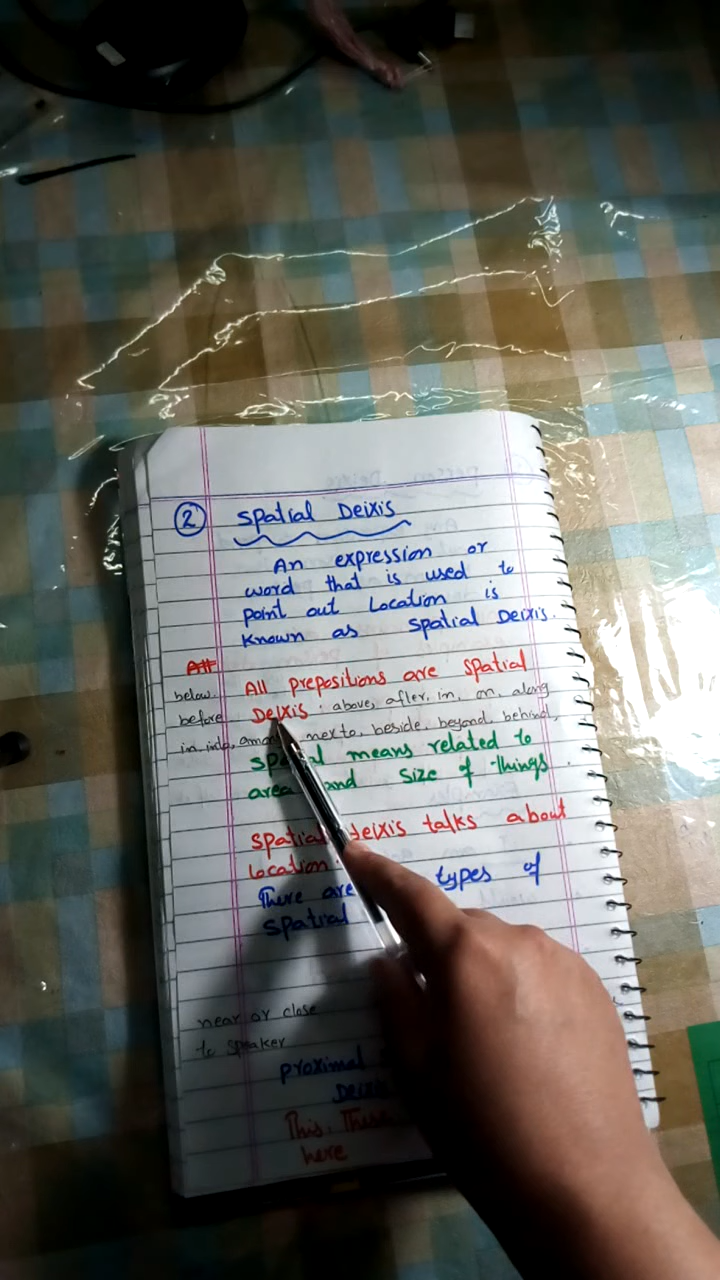 2 Spatial Deixis
An expression or
word that is used to
point out Location is
known as Spatial Deixis.
All prepositions are spatial
below.
Deixis: above, after, in, on, along
before
in, into, next to, beside, beyond, behind,
means related to
area and size of things.
spatial deixis talks about
location.
There are types of
spatial
near or close
to speaker
proximal
This, These
here